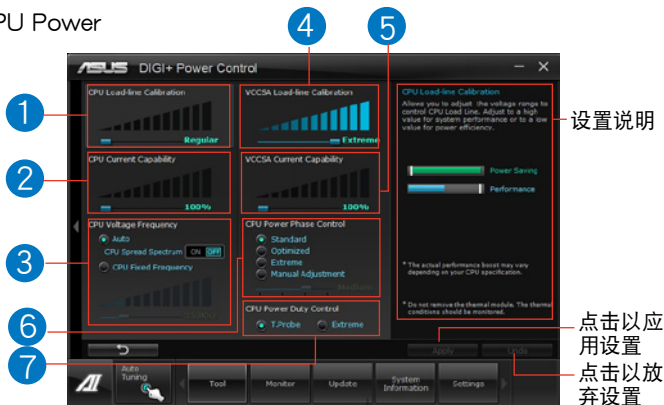 PU Power
4
5
ASUS DIGI+ Power Control
1
CPU Load-line Calibration
Regular
VCCSA Load-line Calibration
Extreme
CPU Load-line Calibration
Allows you to adjust the voltage range to
control CPU Load Line. Adjust to a high
value for system performance or to a low
value for power efficiency.
设置说明
2
CPU Current Capability
100%
VCCSA Current Capability
100%
Power Saving
Performance
3
CPU Voltage Frequency
Auto
CPU Spread Spectrum ON OFF
CPU Fixed Frequency
CPU Power Phase Control
Standard
Optimized
Extreme
Manual Adjustment
Medium
* The actual performance boost may vary
depending on your CPU specification.
* Do not remove the thermal module. The thermal
conditions should be monitored.
6
7
CPU Power Duty Control
T.Probe Extreme
Apply Undo
点击以应
用设置
点击以放
弃设置
AI
Auto
Tuning
Tool
Monitor
Update
System
Information
Settings